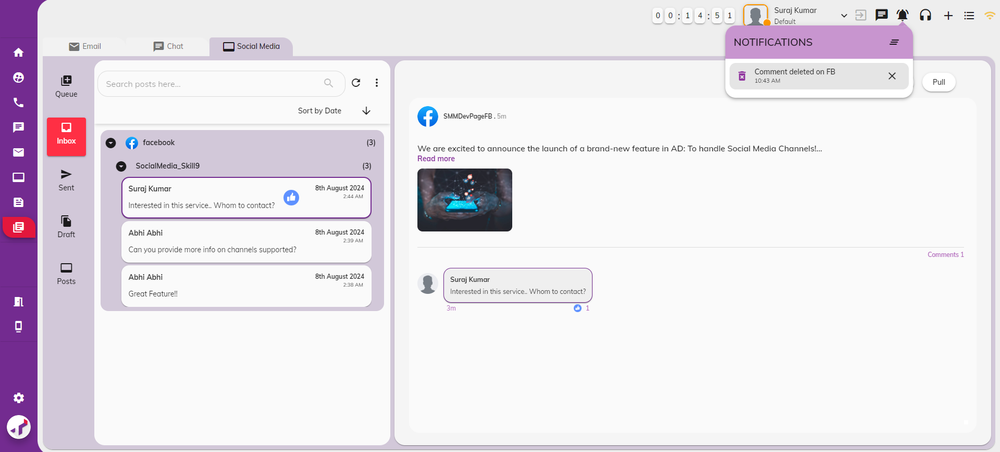 0 0 : 1 4 : 5 1
Suraj Kumar
Default
NOTIFICATIONS
Comment deleted on FB
10:43 AM
Email
Chat
Social Media
Queue
Inbox
Sent
Draft
Posts
Search posts here...
Sort by Date
facebook (3)
SocialMedia_Skill9 (3)
Suraj Kumar 8th August 2024
2:44 AM
Interested in this service.. Whom to contact?
Abhi Abhi 8th August 2024
2:39 AM
Can you provide more info on channels supported?
Abhi Abhi 8th August 2024
2:38 AM
Great Feature!!
Pull
SMMDevPageFB . 5m
We are excited to announce the launch of a brand-new feature in AD: To handle Social Media Channels!...
Read more
Comments 1
Suraj Kumar
Interested in this service.. Whom to contact?
3m 1